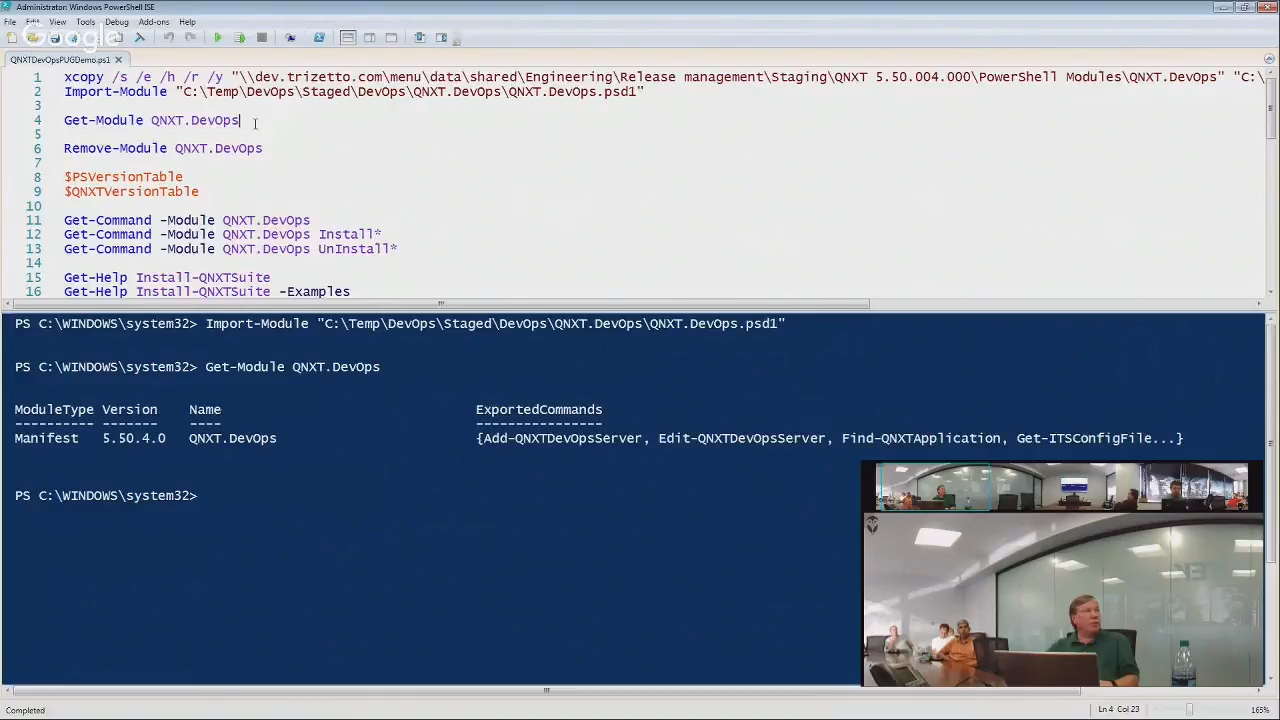 Administrator: Windows PowerShell ISE
File Edit View Tools Debug Add-ons Help
Google
QNXTDevOpsPUGDemo.ps1
1 xcopy /s /e /h /r /y "\\dev.trizetto.com\menu\data\shared\Engineering\Release management\Staging\QNXT 5.50.004.000\PowerShell Modules\QNXT.DevOps" "C:\
2 Import-Module "C:\Temp\DevOps\Staged\DevOps\QNXT.DevOps\QNXT.DevOps.psd1"
3
4 Get-Module QNXT.DevOps
5
6 Remove-Module QNXT.DevOps
7
8 $PSVersionTable
9 $QNXTVersionTable
10
11 Get-Command -Module QNXT.DevOps
12 Get-Command -Module QNXT.DevOps Install*
13 Get-Command -Module QNXT.DevOps UnInstall*
14
15 Get-Help Install-QNXTSuite
16 Get-Help Install-QNXTSuite -Examples
PS C:\WINDOWS\system32> Import-Module "C:\Temp\DevOps\Staged\DevOps\QNXT.DevOps\QNXT.DevOps.psd1"
PS C:\WINDOWS\system32> Get-Module QNXT.DevOps
ModuleType Version Name ExportedCommands
---------- ------- ---- ----------------
Manifest 5.50.4.0 QNXT.DevOps {Add-QNXTDevOpsServer, Edit-QNXTDevOpsServer, Find-QNXTApplication, Get-ITSConfigFile...}
PS C:\WINDOWS\system32>
Completed Ln 4 Col 23 165%